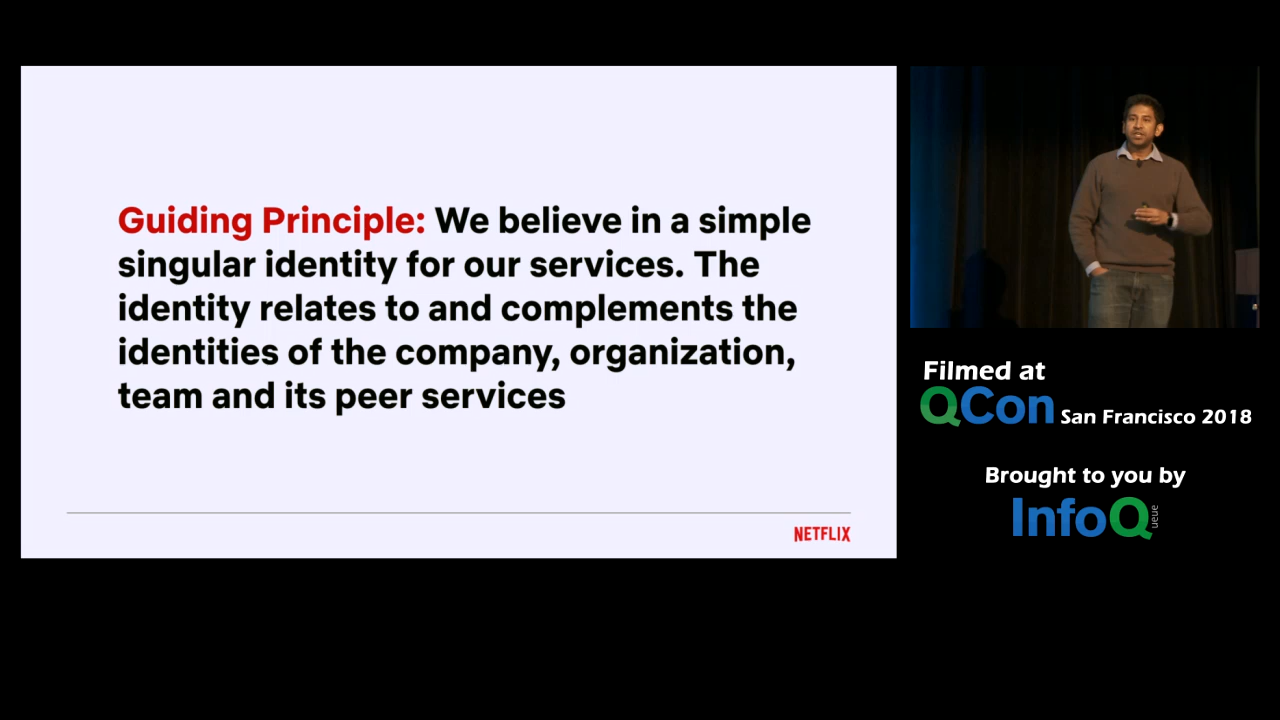 Guiding Principle: We believe in a simple
singular identity for our services. The
identity relates to and complements the
identities of the company, organization,
team and its peer services
NETFLIX
Filmed at
QCon San Francisco 2018
Brought to you by
InfoQ
ueue